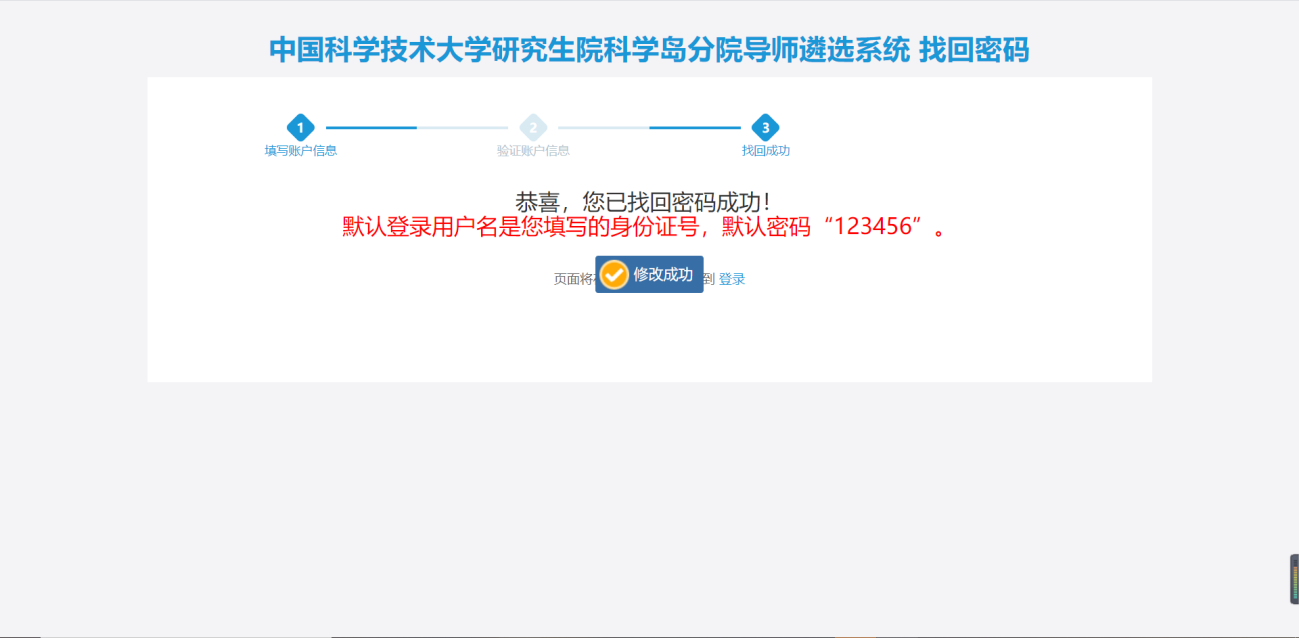 中国科学技术大学研究生院科学岛分院导师遴选系统 找回密码
1 2 3
填写账户信息 验证账户信息 找回成功
恭喜，您已找回密码成功！
默认登录用户名是您填写的身份证号，默认密码“123456”。
页面将 修改成功 到 登录